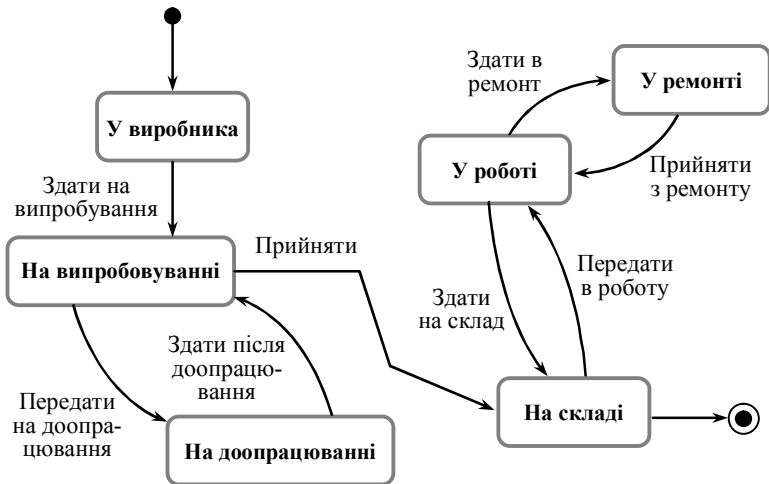 У виробника
Здати на
випробування
На випробовуванні
Передати
на доопра-
цювання
Здати після
доопрацю-
вання
На доопрацюванні
Прийняти
Здати в
ремонт
У ремонті
У роботі
Прийняти
з ремонту
Здати
на склад
Передати
в роботу
На складі